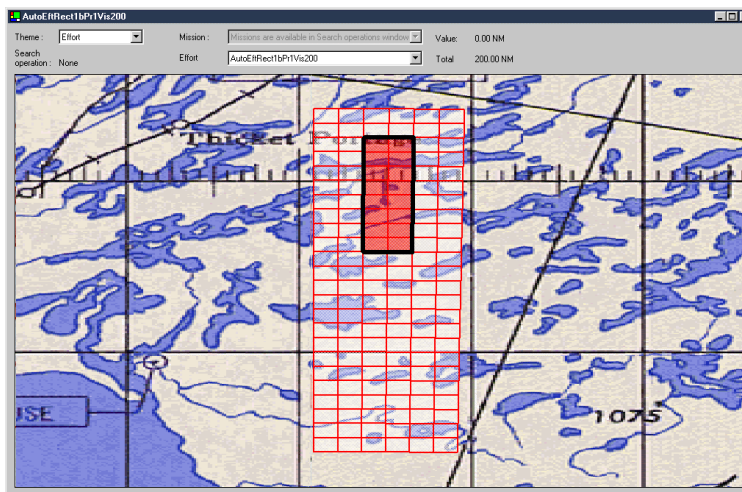 AutoEftRect1bPr1Vis200
Theme : Effort Mission : Missions are available in Search operations window Value: 0.00 NM
Search
operation : None Effort AutoEftRect1bPr1Vis200 Total 200.00 NM
Thicket Portage
USE
1075